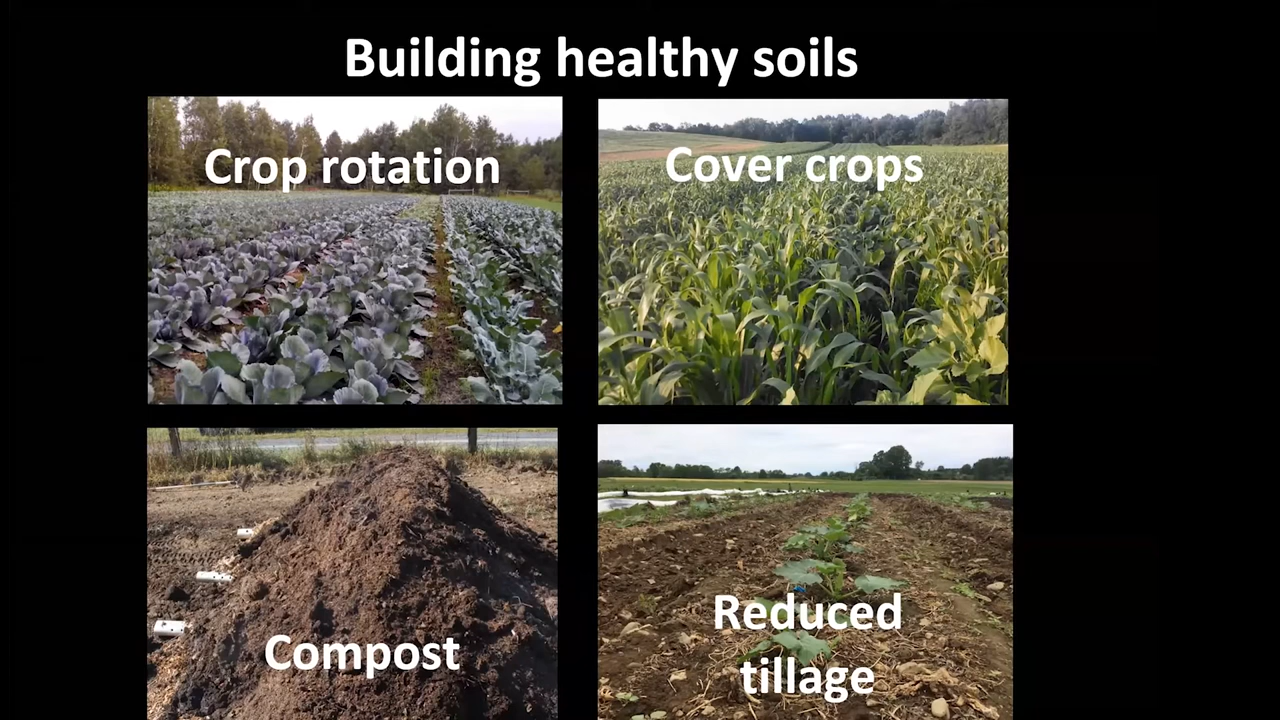 Building healthy soils
Crop rotation
Cover crops
Compost
Reduced
tillage